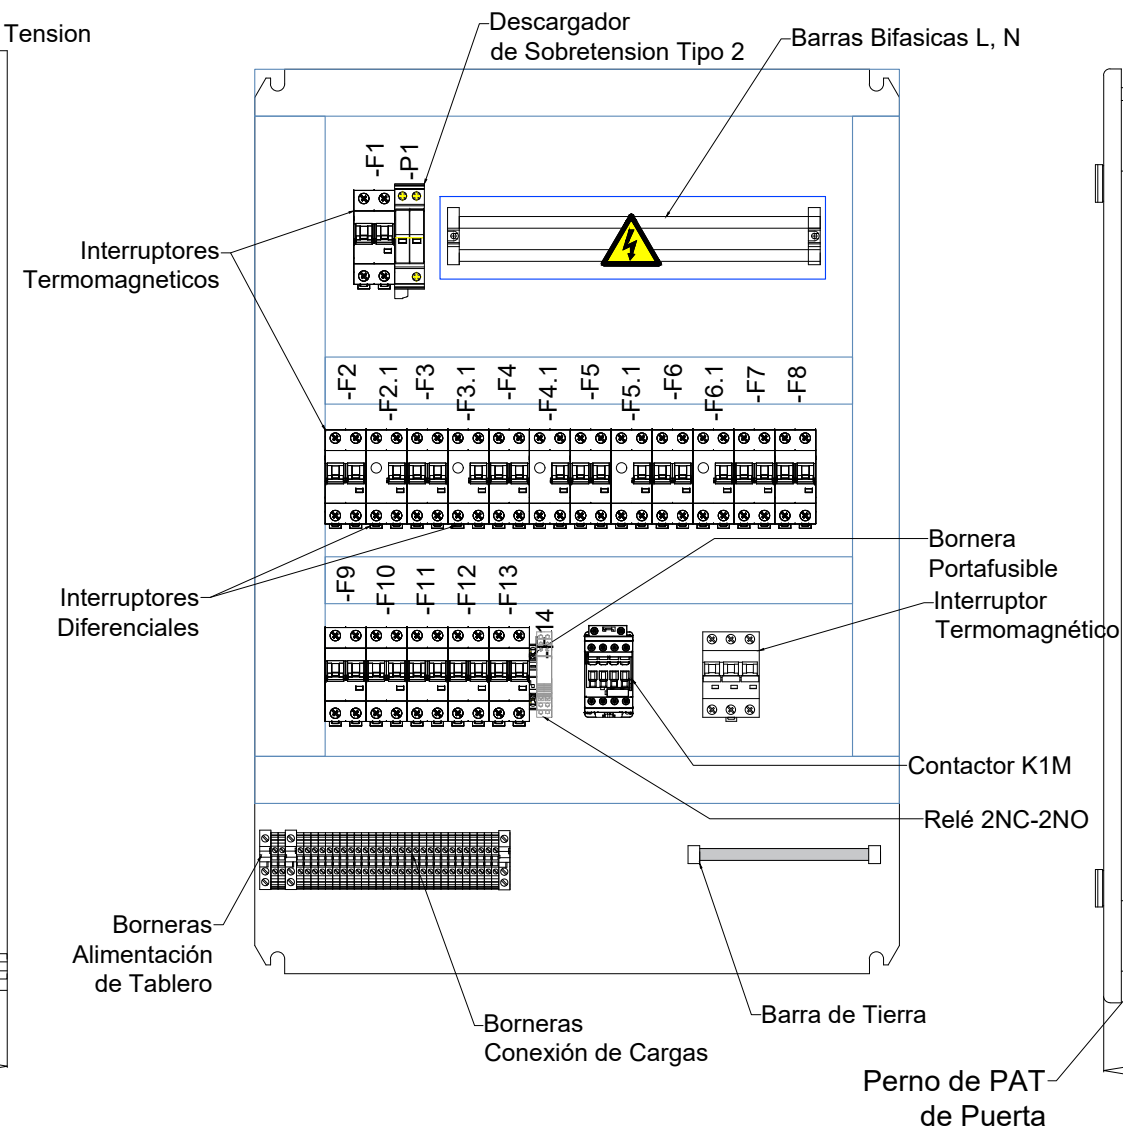 Tension
Descargador
de Sobretension Tipo 2
Barras Bifasicas L, N
-F1
-P1
Interruptores
Termomagneticos
-F2
-F2.1
-F3
-F3.1
-F4
-F4.1
-F5
-F5.1
-F6
-F6.1
-F7
-F8
Bornera
Portafusible
Interruptor
Termomagnético
Interruptores
Diferenciales
-F9
-F10
-F11
-F12
-F13
-F14
Contactor K1M
Relé 2NC-2NO
Borneras
Alimentación
de Tablero
Borneras
Conexión de Cargas
Barra de Tierra
Perno de PAT
de Puerta